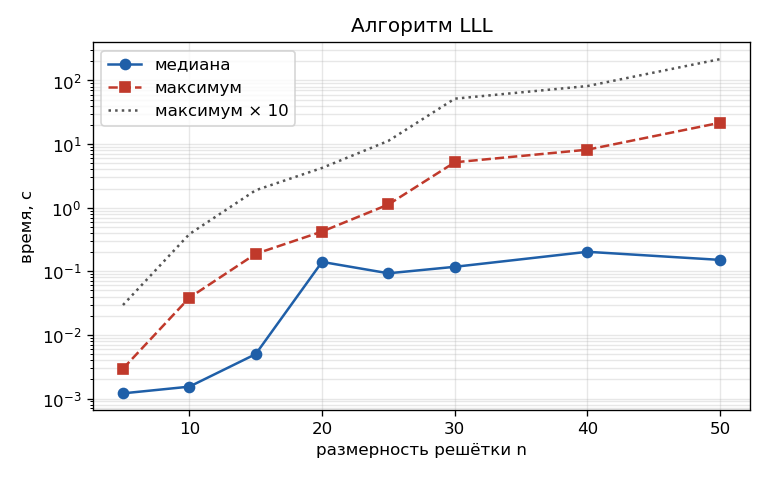 Алгоритм LLL
медиана
максимум
максимум × 10
время, с
10²
10¹
10⁰
10⁻¹
10⁻²
10⁻³
10 20 30 40 50
размерность решётки n